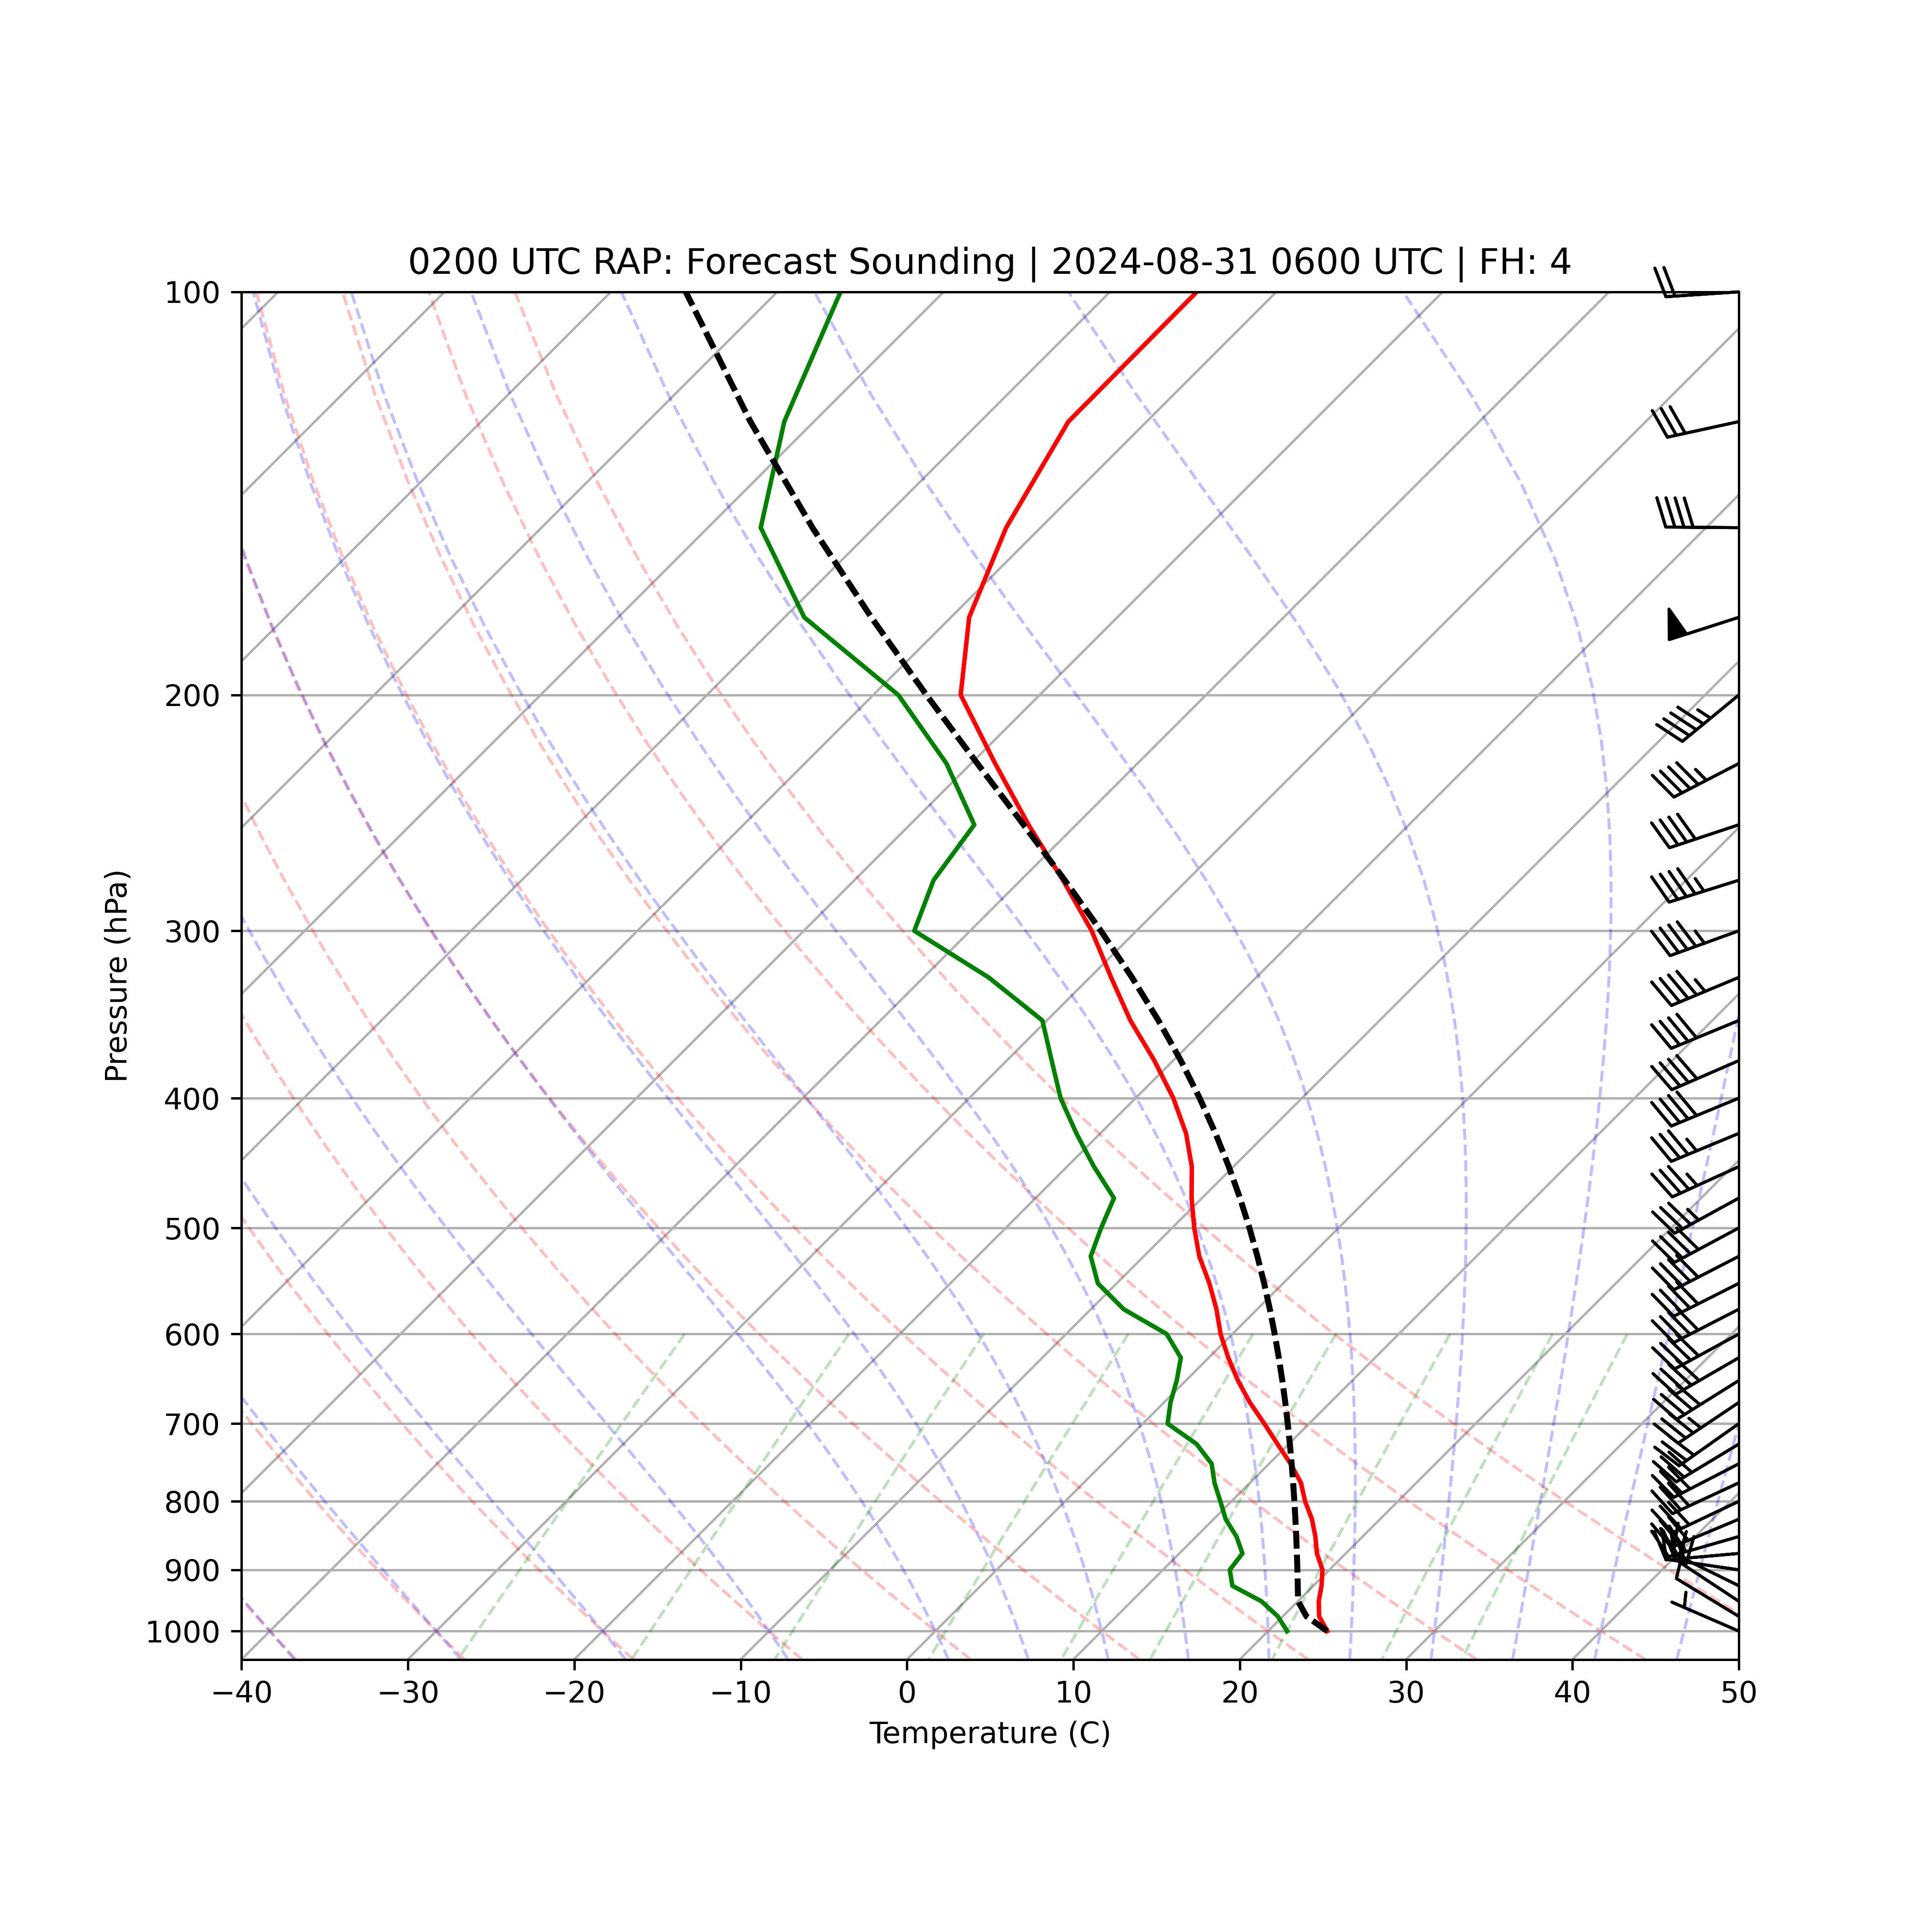 0200 UTC RAP: Forecast Sounding | 2024-08-31 0600 UTC | FH: 4
100
200
300
400
500
600
700
800
900
1000
Pressure (hPa)
−40 −30 −20 −10 0 10 20 30 40 50
Temperature (C)